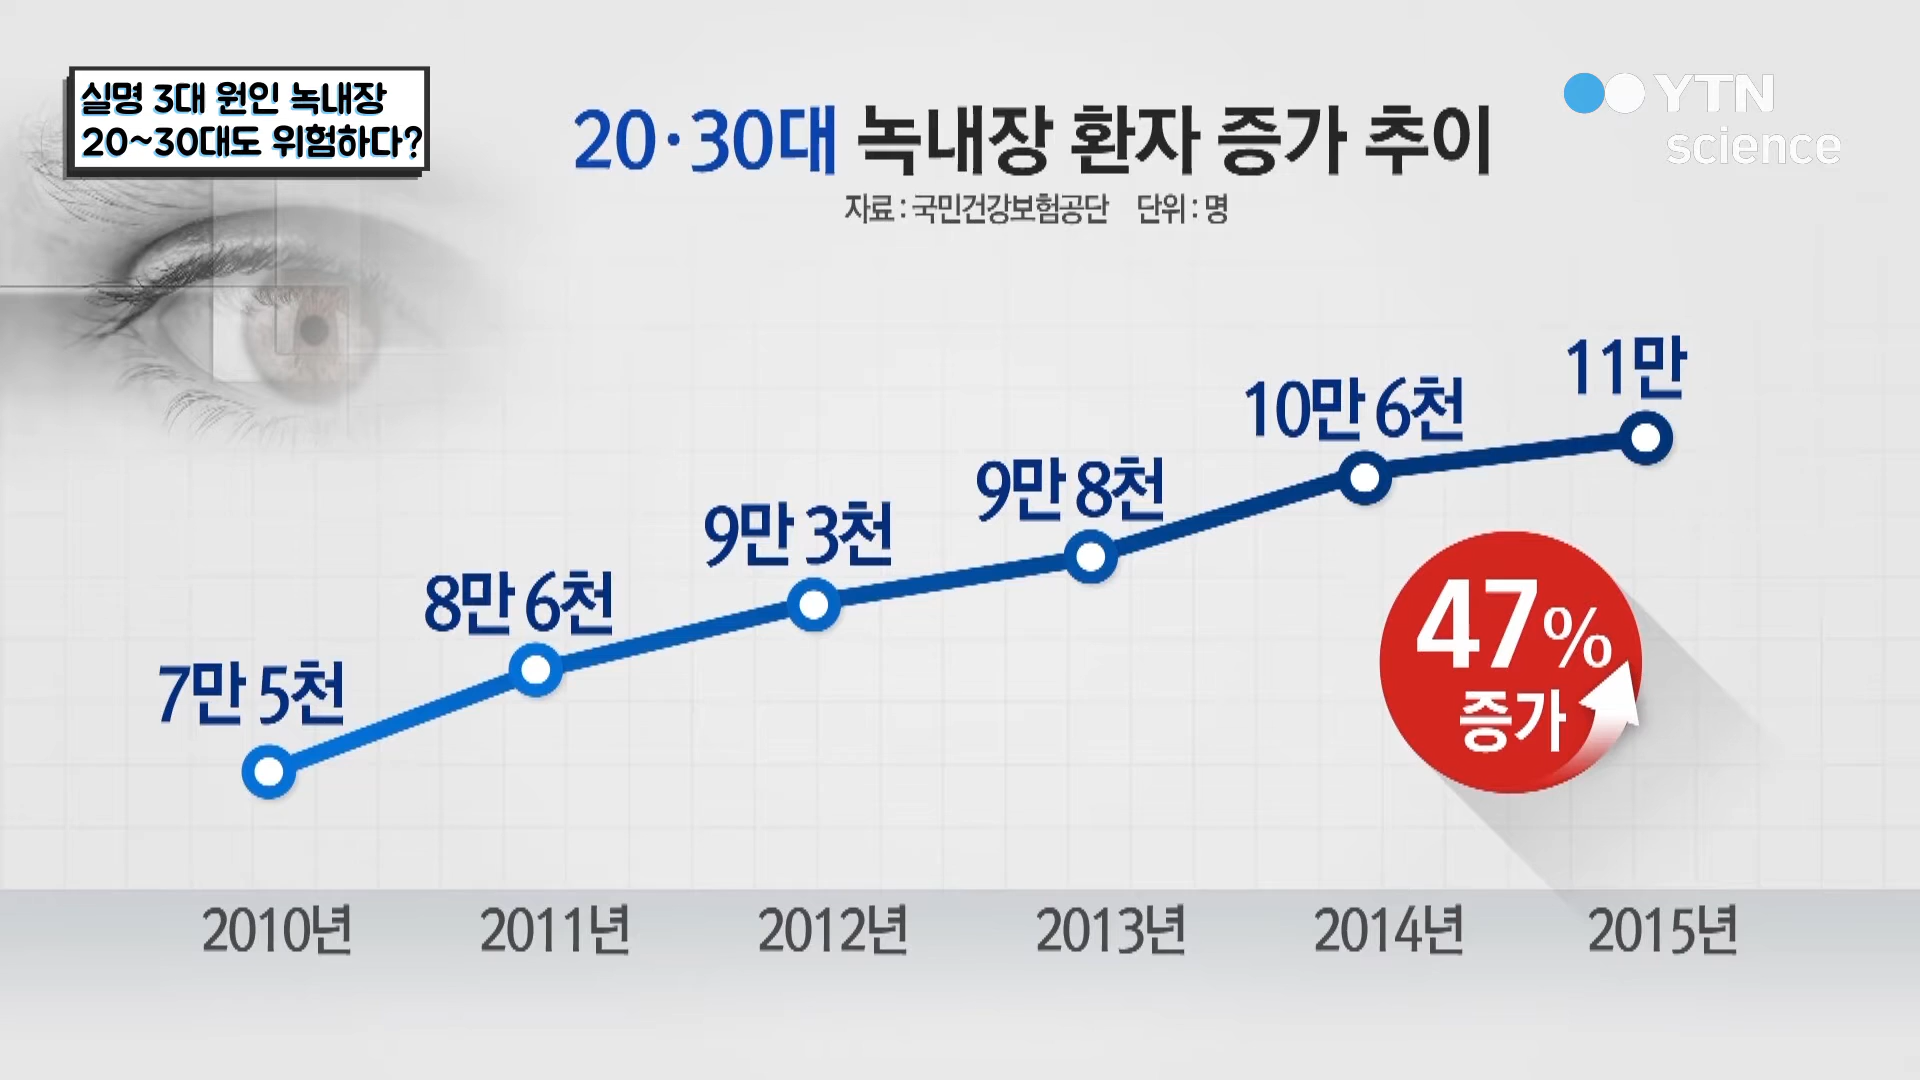 실명 3대 원인 녹내장
20~30대도 위험하다?
YTN
science
20·30대 녹내장 환자 증가 추이
자료 : 국민건강보험공단 단위 : 명
7만 5천
8만 6천
9만 3천
9만 8천
10만 6천
11만
47%
증가
2010년 2011년 2012년 2013년 2014년 2015년